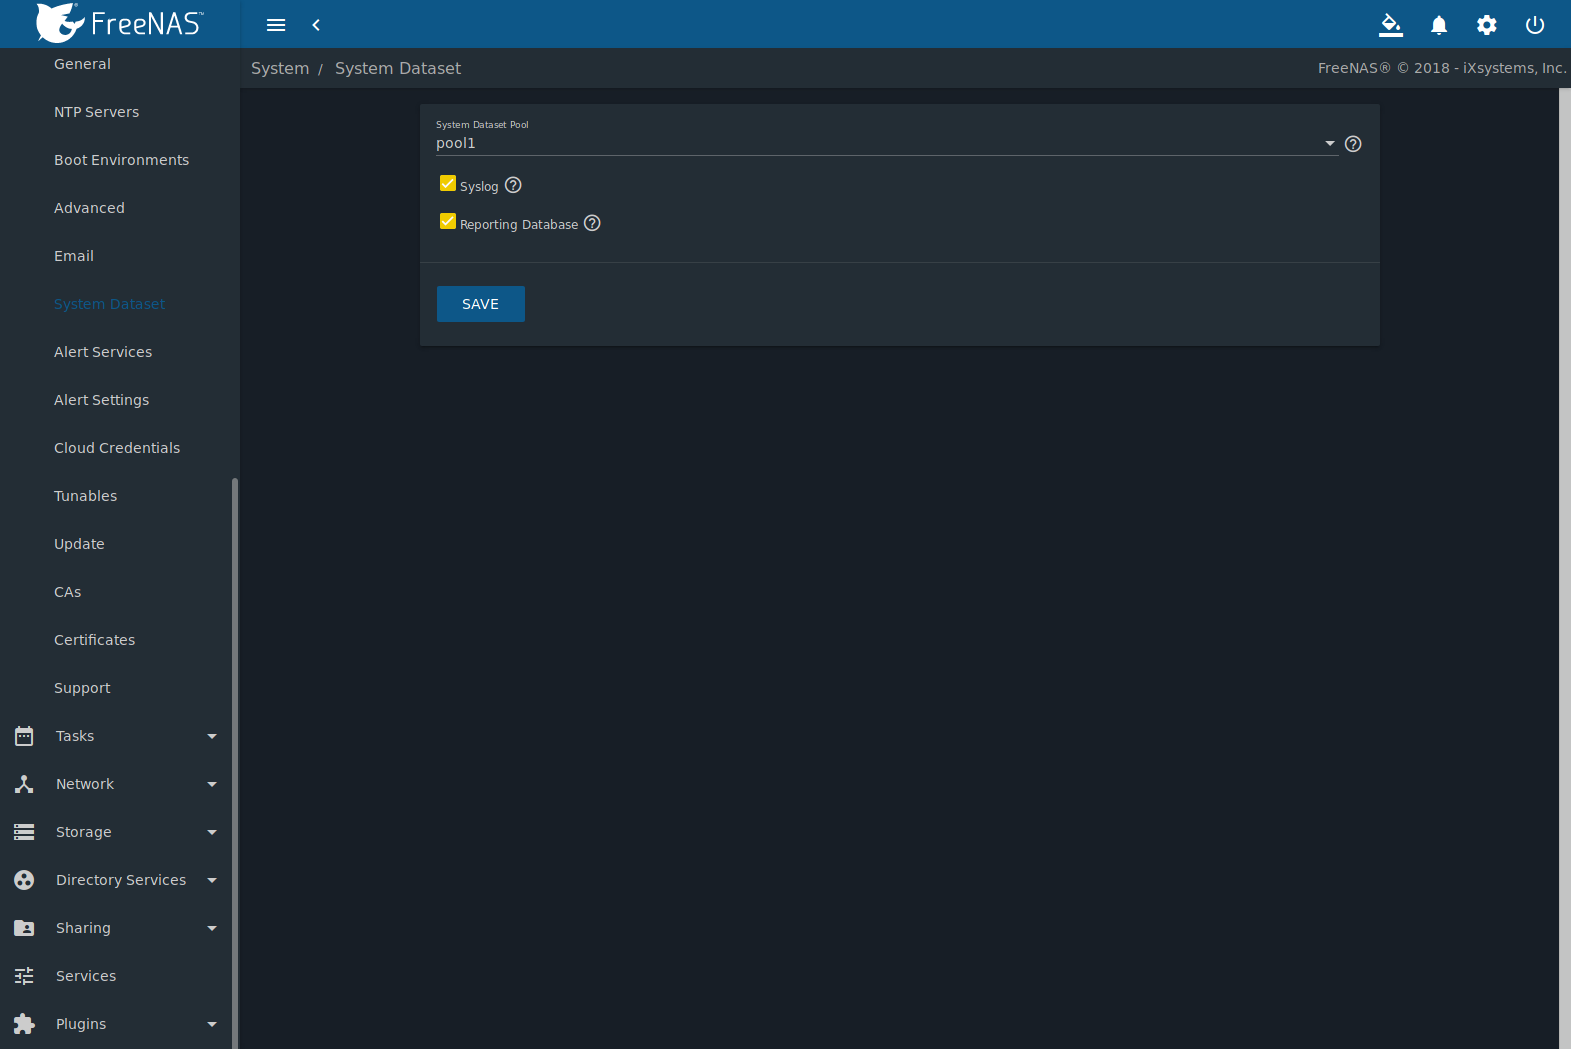 FreeNAS™
System / System Dataset
FreeNAS® © 2018 - iXsystems, Inc.
General
NTP Servers
Boot Environments
Advanced
Email
System Dataset
Alert Services
Alert Settings
Cloud Credentials
Tunables
Update
CAs
Certificates
Support
Tasks
Network
Storage
Directory Services
Sharing
Services
Plugins
System Dataset Pool
pool1
Syslog
Reporting Database
SAVE